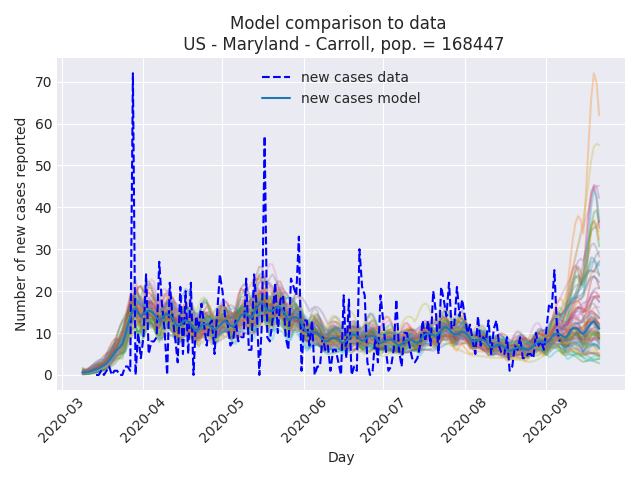 Model comparison to data
US - Maryland - Carroll, pop. = 168447
new cases data
new cases model
Number of new cases reported
70
60
50
40
30
20
10
0
2020-03
2020-04
2020-05
2020-06
2020-07
2020-08
2020-09
Day